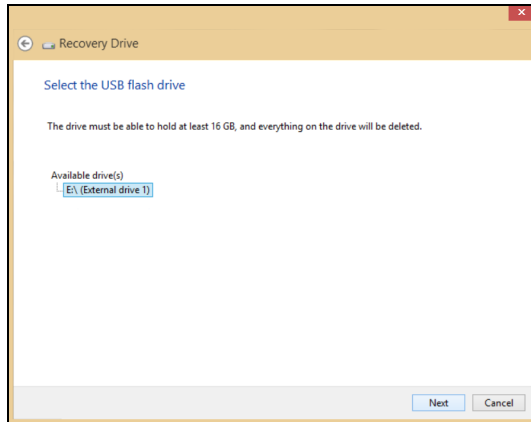 Recovery Drive
Select the USB flash drive
The drive must be able to hold at least 16 GB, and everything on the drive will be deleted.
Available drive(s)
E:\ (External drive 1)
Next Cancel